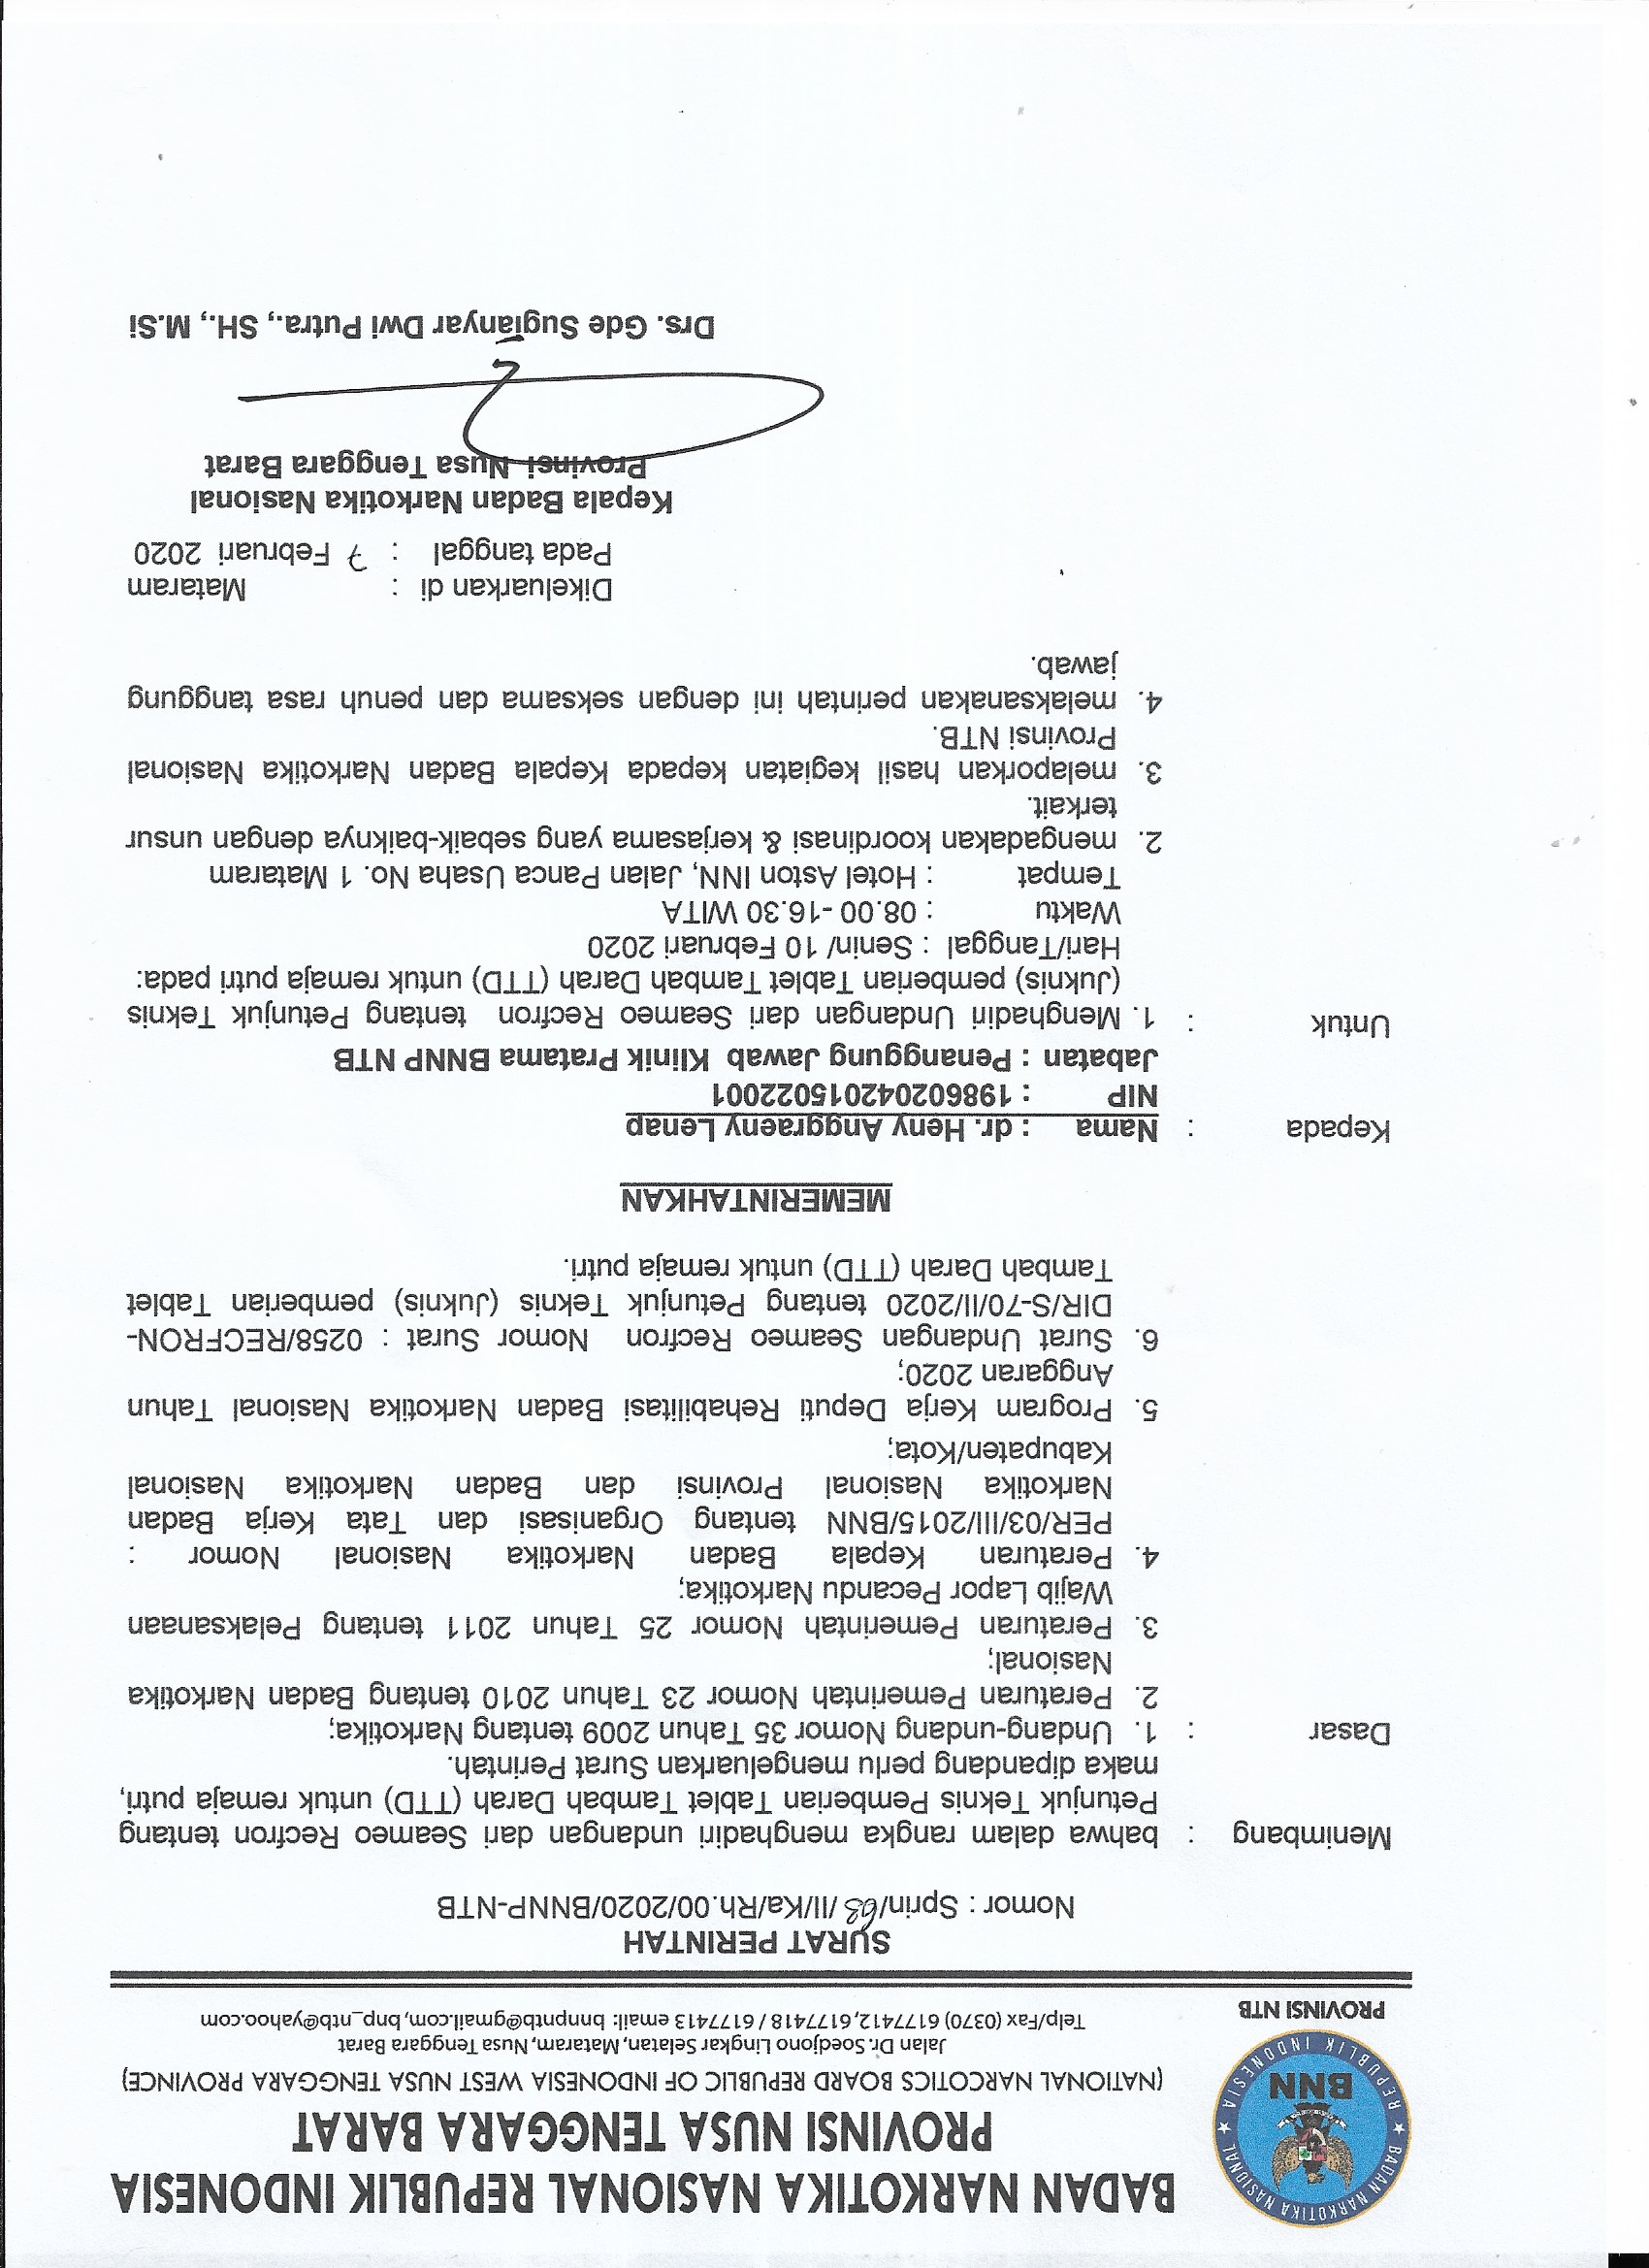 BADAN NARKOTIKA NASIONAL REPUBLIK INDONESIA
PROVINSI NUSA TENGGARA BARAT
(NATIONAL NARCOTICS BOARD REPUBLIC OF INDONESIA WEST NUSA TENGGARA PROVINCE)
Jalan Dr. Soedjono Lingkar Selatan, Mataram, Nusa Tenggara Barat
Telp/Fax (0370) 6177412, 6177418 / 6177413 email: bnnpntb@gmail.com, bnp_ntb@yahoo.com
BADAN NARKOTIKA NASIONAL
BNN
REPUBLIK INDONESIA
PROVINSI NTB
SURAT PERINTAH
Nomor : Sprin/68/II/Ka/Rh.00/2020/BNNP-NTB
Menimbang : bahwa dalam rangka menghadiri undangan dari Seameo Recfron tentang
Petunjuk Teknis Pemberian Tablet Tambah Darah (TTD) untuk remaja putri,
maka dipandang perlu mengeluarkan Surat Perintah.
Dasar : 1. Undang-undang Nomor 35 Tahun 2009 tentang Narkotika;
2. Peraturan Pemerintah Nomor 23 Tahun 2010 tentang Badan Narkotika
Nasional;
3. Peraturan Pemerintah Nomor 25 Tahun 2011 tentang Pelaksanaan
Wajib Lapor Pecandu Narkotika;
4. Peraturan Kepala Badan Narkotika Nasional Nomor :
PER/03/III/2015/BNN tentang Organisasi dan Tata Kerja Badan
Narkotika Nasional Provinsi dan Badan Narkotika Nasional
Kabupaten/Kota;
5. Program Kerja Deputi Rehabilitasi Badan Narkotika Nasional Tahun
Anggaran 2020;
6. Surat Undangan Seameo Recfron Nomor Surat : 0258/RECFRON-
DIR/S-70/II/2020 tentang Petunjuk Teknis (Juknis) pemberian Tablet
Tambah Darah (TTD) untuk remaja putri.
MEMERINTAHKAN
Kepada : Nama : dr. Heny Anggraeny Lenap
NIP : 198602042015022001
Jabatan : Penanggung Jawab Klinik Pratama BNNP NTB
Untuk : 1. Menghadiri Undangan dari Seameo Recfron tentang Petunjuk Teknis
(Juknis) pemberian Tablet Tambah Darah (TTD) untuk remaja putri pada:
Hari/Tanggal : Senin/ 10 Februari 2020
Waktu : 08.00 -16.30 WITA
Tempat : Hotel Aston INN, Jalan Panca Usaha No. 1 Mataram
2. mengadakan koordinasi & kerjasama yang sebaik-baiknya dengan unsur
terkait.
3. melaporkan hasil kegiatan kepada Kepala Badan Narkotika Nasional
Provinsi NTB.
4. melaksanakan perintah ini dengan seksama dan penuh rasa tanggung
jawab.
Dikeluarkan di : Mataram
Pada tanggal : 7 Februari 2020
Kepala Badan Narkotika Nasional
Provinsi Nusa Tenggara Barat
Drs. Gde Sugianyar Dwi Putra., SH., M.Si